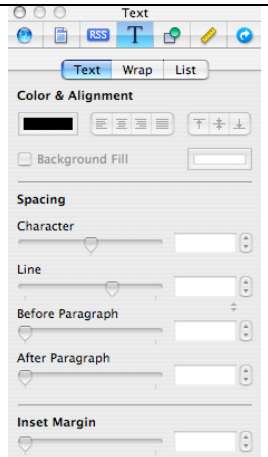 Text
RSS T
Text Wrap List
Color & Alignment
Background Fill
Spacing
Character
Line
Before Paragraph
After Paragraph
Inset Margin